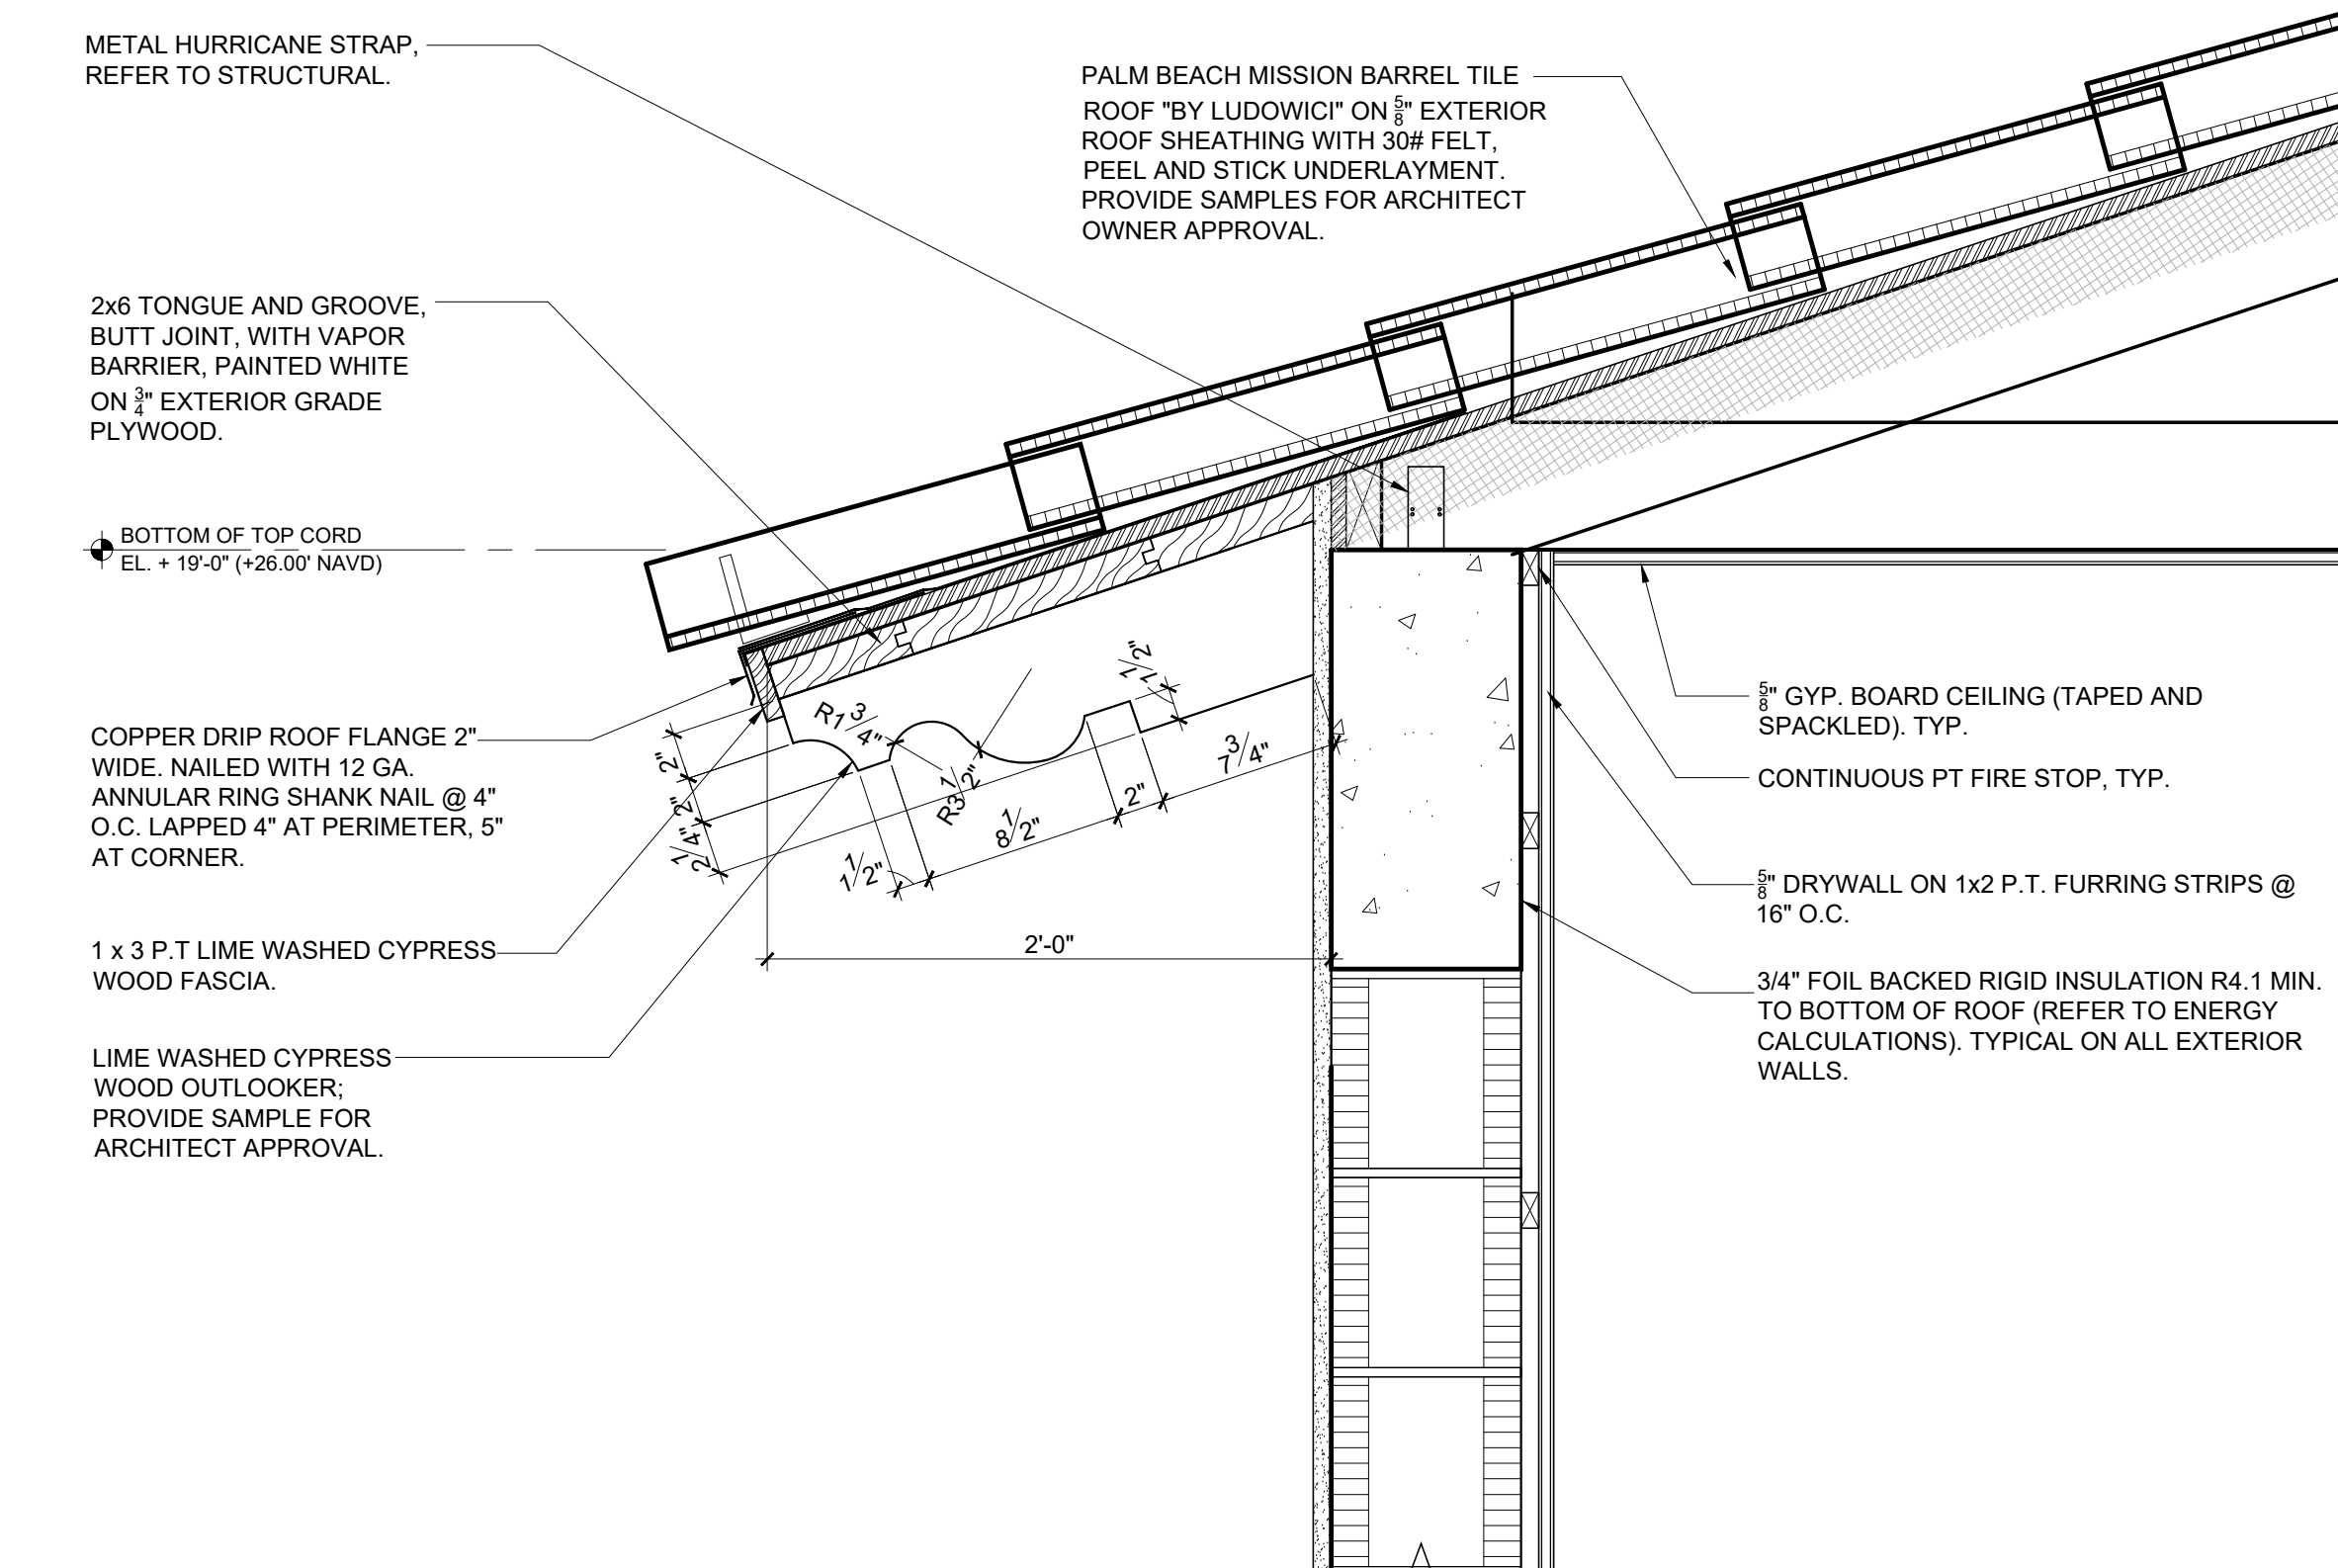 METAL HURRICANE STRAP,
REFER TO STRUCTURAL.
PALM BEACH MISSION BARREL TILE
ROOF "BY LUDOWICI" ON 5/8" EXTERIOR
ROOF SHEATHING WITH 30# FELT,
PEEL AND STICK UNDERLAYMENT.
PROVIDE SAMPLES FOR ARCHITECT
OWNER APPROVAL.
2x6 TONGUE AND GROOVE,
BUTT JOINT, WITH VAPOR
BARRIER, PAINTED WHITE
ON 3/4" EXTERIOR GRADE
PLYWOOD.
BOTTOM OF TOP CORD
EL. + 19'-0" (+26.00' NAVD)
COPPER DRIP ROOF FLANGE 2"
WIDE. NAILED WITH 12 GA.
ANNULAR RING SHANK NAIL @ 4"
O.C. LAPPED 4" AT PERIMETER, 5"
AT CORNER.
1 x 3 P.T LIME WASHED CYPRESS
WOOD FASCIA.
LIME WASHED CYPRESS
WOOD OUTLOOKER;
PROVIDE SAMPLE FOR
ARCHITECT APPROVAL.
2"
2"
2 1/4"
R1 3/4"
R3 1/2"
1 1/2"
1 1/2"
8 1/2"
2"
7 3/4"
2'-0"
5/8" GYP. BOARD CEILING (TAPED AND
SPACKLED). TYP.
CONTINUOUS PT FIRE STOP, TYP.
5/8" DRYWALL ON 1x2 P.T. FURRING STRIPS @
16" O.C.
3/4" FOIL BACKED RIGID INSULATION R4.1 MIN.
TO BOTTOM OF ROOF (REFER TO ENERGY
CALCULATIONS). TYPICAL ON ALL EXTERIOR
WALLS.